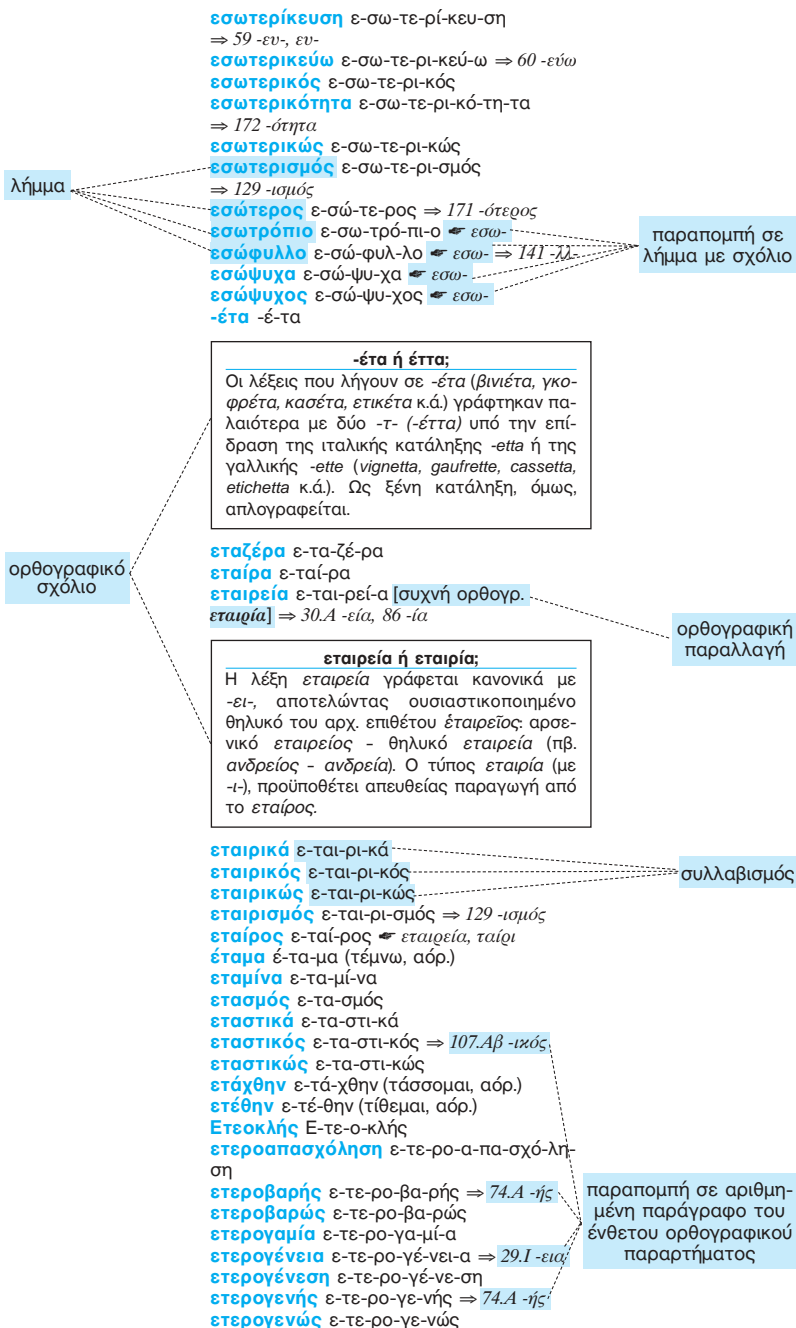 εσωτερίκευση ε-σω-τε-ρί-κευ-ση
⇒ 59 -ευ-, ευ-
εσωτερικεύω ε-σω-τε-ρι-κεύ-ω ⇒ 60 -εύω
εσωτερικός ε-σω-τε-ρι-κός
εσωτερικότητα ε-σω-τε-ρι-κό-τη-τα
⇒ 172 -ότητα
εσωτερικώς ε-σω-τε-ρι-κώς
εσωτερισμός ε-σω-τε-ρι-σμός
⇒ 129 -ισμός
λήμμα
εσώτερος ε-σώ-τε-ρος ⇒ 171 -ότερος
εσωτρόπιο ε-σω-τρό-πι-ο ☛ εσω-
εσώφυλλο ε-σώ-φυλ-λο ☛ εσω- ⇒ 141 -λλ-
εσώψυχα ε-σώ-ψυ-χα ☛ εσω-
εσώψυχος ε-σώ-ψυ-χος ☛ εσω-
παραπομπή σε
λήμμα με σχόλιο
-έτα -έ-τα
-έτα ή έττα;
Οι λέξεις που λήγουν σε -έτα (βινιέτα, γκο-
φρέτα, κασέτα, ετικέτα κ.ά.) γράφτηκαν πα-
λαιότερα με δύο -τ- (-έττα) υπό την επί-
δραση της ιταλικής κατάληξης -etta ή της
γαλλικής -ette (vignetta, gaufrette, cassetta,
etichetta κ.ά.). Ως ξένη κατάληξη, όμως,
απλογραφείται.
ορθογραφικό
σχόλιο
εταζέρα ε-τα-ζέ-ρα
εταίρα ε-ταί-ρα
εταιρεία ε-ται-ρεί-α [συχνή ορθογρ.
εταιρία] ⇒ 30.Α -εία, 86 -ία
ορθογραφική
παραλλαγή
εταιρεία ή εταιρία;
Η λέξη εταιρεία γράφεται κανονικά με
-ει-, αποτελώντας ουσιαστικοποιημένο
θηλυκό του αρχ. επιθέτου ἑταιρεῖος: αρσε-
νικό εταιρείος – θηλυκό εταιρεία (πβ.
ανδρείος – ανδρεία). Ο τύπος εταιρία (με
-ι-), προϋποθέτει απευθείας παραγωγή από
το εταίρος.
εταιρικά ε-ται-ρι-κά
εταιρικός ε-ται-ρι-κός
εταιρικώς ε-ται-ρι-κώς
συλλαβισμός
εταιρισμός ε-ται-ρι-σμός ⇒ 129 -ισμός
εταίρος ε-ταί-ρος ☛ εταιρεία, ταίρι
έταμα έ-τα-μα (τέμνω, αόρ.)
εταμίνα ε-τα-μί-να
ετασμός ε-τα-σμός
εταστικά ε-τα-στι-κά
εταστικός ε-τα-στι-κός ⇒ 107.Αβ -ικός
εταστικώς ε-τα-στι-κώς
ετάχθην ε-τά-χθην (τάσσομαι, αόρ.)
ετέθην ε-τέ-θην (τίθεμαι, αόρ.)
Ετεοκλής Ε-τε-ο-κλής
ετεροαπασχόληση ε-τε-ρο-α-πα-σχό-λη-
ση
ετεροβαρής ε-τε-ρο-βα-ρής ⇒ 74.Α -ής
ετεροβαρώς ε-τε-ρο-βα-ρώς
ετερογαμία ε-τε-ρο-γα-μί-α
ετερογένεια ε-τε-ρο-γέ-νει-α ⇒ 29.Ι -εια
ετερογένεση ε-τε-ρο-γέ-νε-ση
ετερογενής ε-τε-ρο-γε-νής ⇒ 74.Α -ής
ετερογενώς ε-τε-ρο-γε-νώς
παραπομπή σε αριθμη-
μένη παράγραφο του
ένθετου ορθογραφικού
παραρτήματος